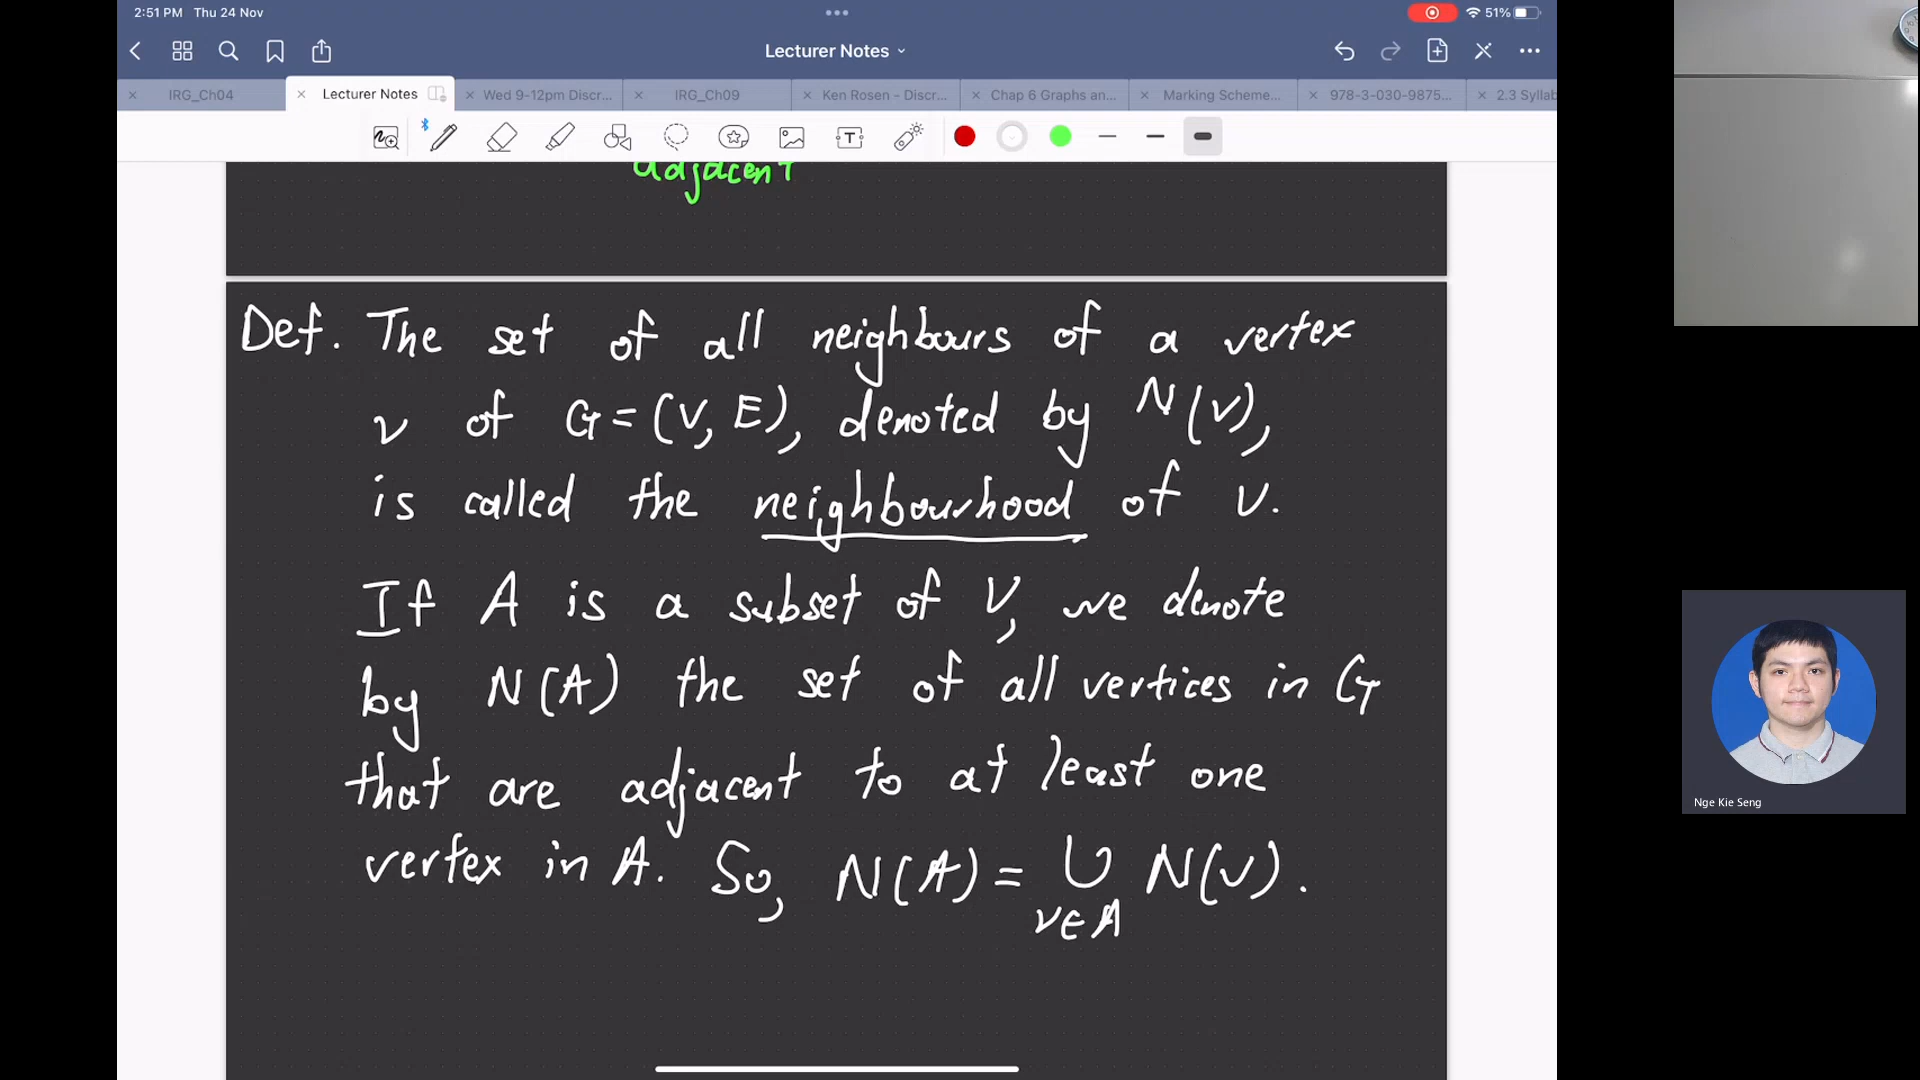 2:51 PM Thu 24 Nov
51%
Lecturer Notes
IRG_Ch04
Lecturer Notes
Wed 9-12pm Discr...
IRG_Ch09
Ken Rosen - Discr...
Chap 6 Graphs an...
Marking Scheme...
978-3-030-9875...
2.3 Syllab
adjacent
Def. The set of all neighbours of a vertex
v of G = (V, E), denoted by N(v),
is called the neighbourhood of v.
If A is a subset of V, we denote
by N(A) the set of all vertices in G
that are adjacent to at least one
vertex in A. So, N(A) = ∪ N(v).
v∈A
Nge Kie Seng